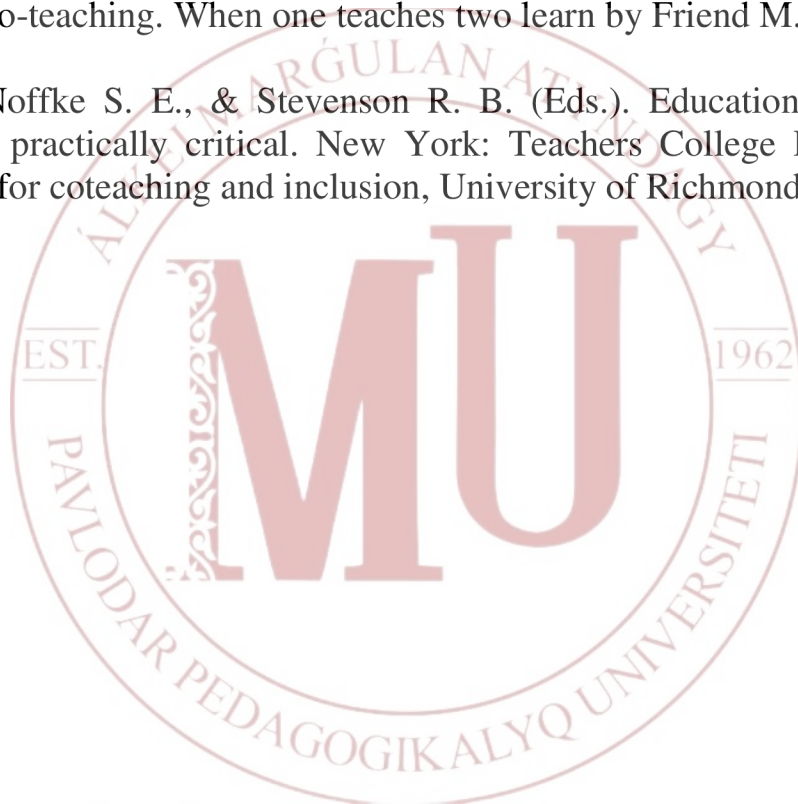 o-teaching. When one teaches two learn by Friend M.
Noffke S. E., & Stevenson R. B. (Eds.). Education
practically critical. New York: Teachers College
for coteaching and inclusion, University of Richmond
ÁLKEI MARǴULAN ATYNDAǴY
MU
EST.
1962
PAVLODAR PEDAGOGIKALYQ UNIVERSITETI